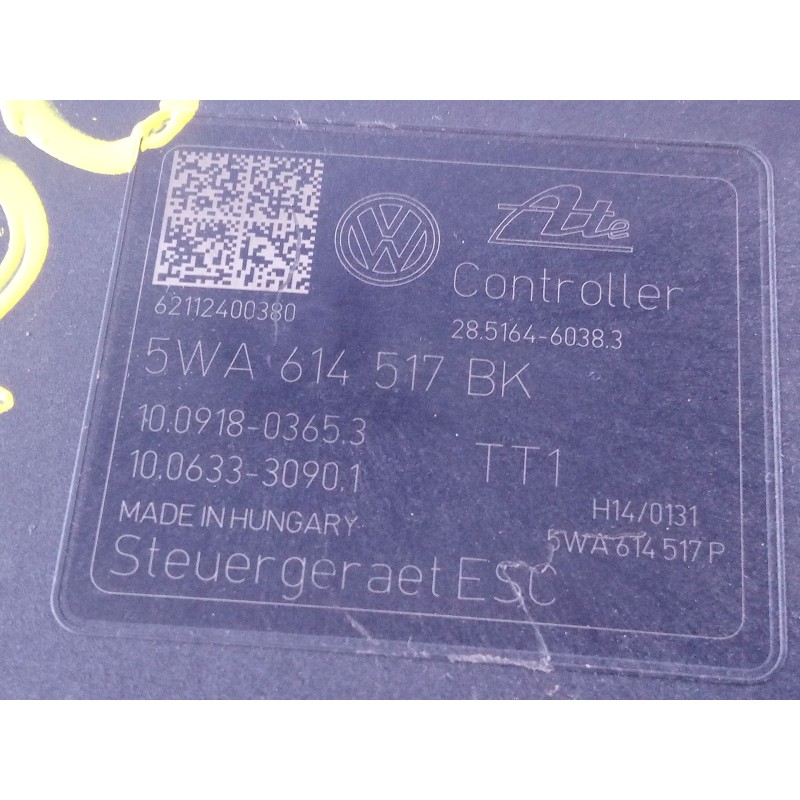 VW
Ate
Controller
28.5164-6038.3
62112400380
5WA 614 517 BK
10.0918-0365.3
10.0633-3090.1
TT1
MADE IN HUNGARY
H14/0131
5WA 614 517 P
Steuergeraet ESC